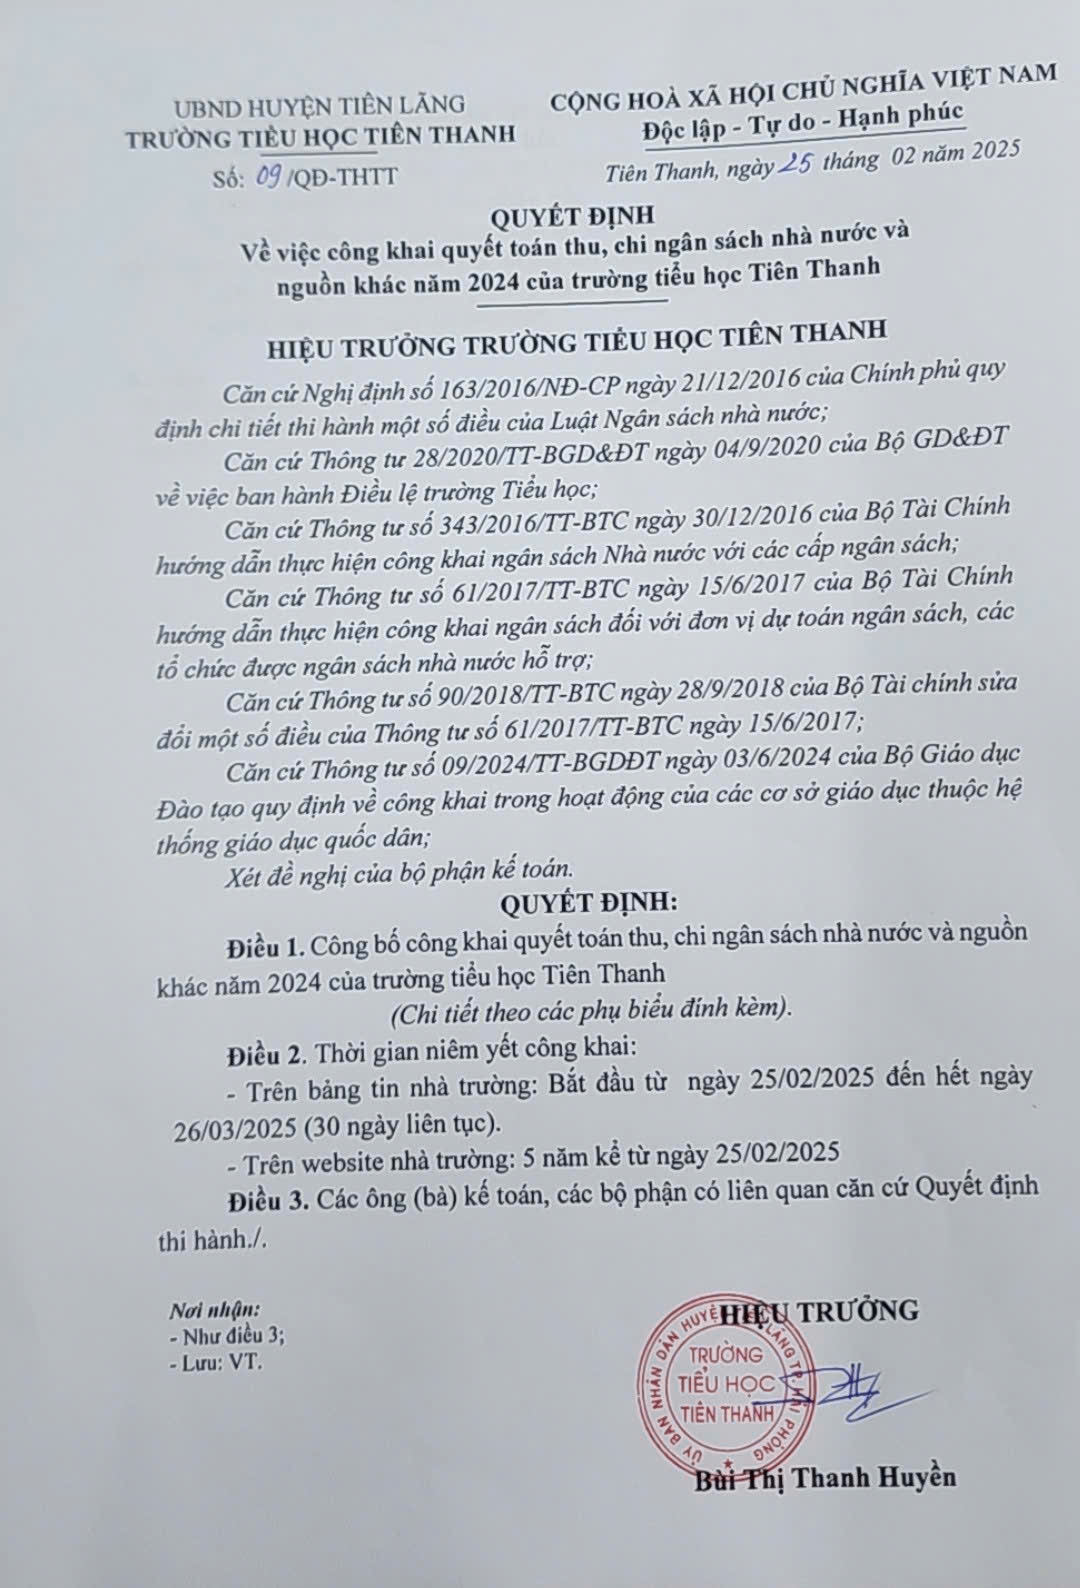 UBND HUYỆN TIÊN LÃNG
TRƯỜNG TIỂU HỌC TIÊN THANH
Số: 09/QĐ-THTT
CỘNG HOÀ XÃ HỘI CHỦ NGHĨA VIỆT NAM
Độc lập - Tự do - Hạnh phúc
Tiên Thanh, ngày 25 tháng 02 năm 2025
QUYẾT ĐỊNH
Về việc công khai quyết toán thu, chi ngân sách nhà nước và
nguồn khác năm 2024 của trường tiểu học Tiên Thanh
HIỆU TRƯỞNG TRƯỜNG TIỂU HỌC TIÊN THANH
Căn cứ Nghị định số 163/2016/NĐ-CP ngày 21/12/2016 của Chính phủ quy
định chi tiết thi hành một số điều của Luật Ngân sách nhà nước;
Căn cứ Thông tư 28/2020/TT-BGD&ĐT ngày 04/9/2020 của Bộ GD&ĐT
về việc ban hành Điều lệ trường Tiểu học;
Căn cứ Thông tư số 343/2016/TT-BTC ngày 30/12/2016 của Bộ Tài Chính
hướng dẫn thực hiện công khai ngân sách Nhà nước với các cấp ngân sách;
Căn cứ Thông tư số 61/2017/TT-BTC ngày 15/6/2017 của Bộ Tài Chính
hướng dẫn thực hiện công khai ngân sách đối với đơn vị dự toán ngân sách, các
tổ chức được ngân sách nhà nước hỗ trợ;
Căn cứ Thông tư số 90/2018/TT-BTC ngày 28/9/2018 của Bộ Tài chính sửa
đổi một số điều của Thông tư số 61/2017/TT-BTC ngày 15/6/2017;
Căn cứ Thông tư số 09/2024/TT-BGDĐT ngày 03/6/2024 của Bộ Giáo dục
Đào tạo quy định về công khai trong hoạt động của các cơ sở giáo dục thuộc hệ
thống giáo dục quốc dân;
Xét đề nghị của bộ phận kế toán.
QUYẾT ĐỊNH:
Điều 1. Công bố công khai quyết toán thu, chi ngân sách nhà nước và nguồn
khác năm 2024 của trường tiểu học Tiên Thanh
(Chi tiết theo các phụ biểu đính kèm).
Điều 2. Thời gian niêm yết công khai:
- Trên bảng tin nhà trường: Bắt đầu từ ngày 25/02/2025 đến hết ngày
26/03/2025 (30 ngày liên tục).
- Trên website nhà trường: 5 năm kể từ ngày 25/02/2025
Điều 3. Các ông (bà) kế toán, các bộ phận có liên quan căn cứ Quyết định
thi hành./.
Nơi nhận:
- Như điều 3;
- Lưu: VT.
HIỆU TRƯỞNG
ỦY BAN NHÂN DÂN HUYỆN LÃNG TP.HẢI PHÒNG
TRƯỜNG
TIỂU HỌC
TIÊN THANH
Bùi Thị Thanh Huyền